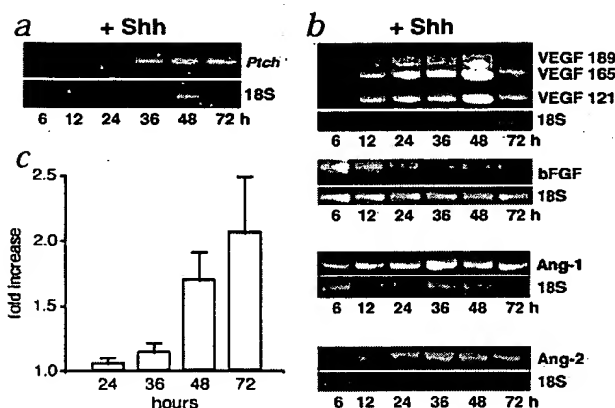 a
+ Shh
Ptch
18S
6 12 24 36 48 72 h
b
+ Shh
VEGF 189
VEGF 165
VEGF 121
18S
6 12 24 36 48 72 h
bFGF
18S
6 12 24 36 48 72 h
Ang-1
18S
6 12 24 36 48 72 h
Ang-2
18S
6 12 24 36 48 72 h
c
fold increase
2.5
2.0
1.5
1.0
24 36 48 72
hours